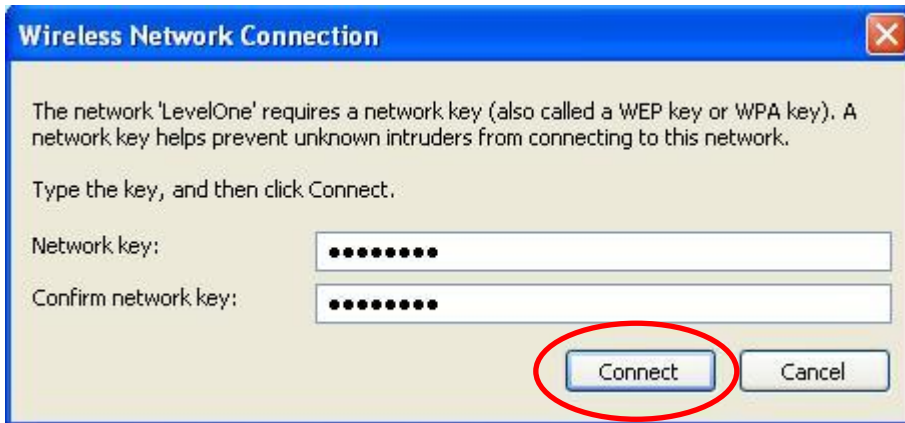 Wireless Network Connection
The network 'LevelOne' requires a network key (also called a WEP key or WPA key). A
network key helps prevent unknown intruders from connecting to this network.
Type the key, and then click Connect.
Network key: ●●●●●●●●
Confirm network key: ●●●●●●●●
Connect Cancel